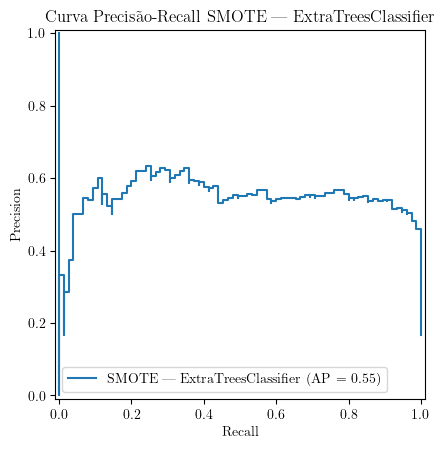 Curva Precisão-Recall SMOTE — ExtraTreesClassifier
1.0
0.8
0.6
0.4
0.2
0.0
Precision
SMOTE — ExtraTreesClassifier (AP = 0.55)
0.0 0.2 0.4 0.6 0.8 1.0
Recall